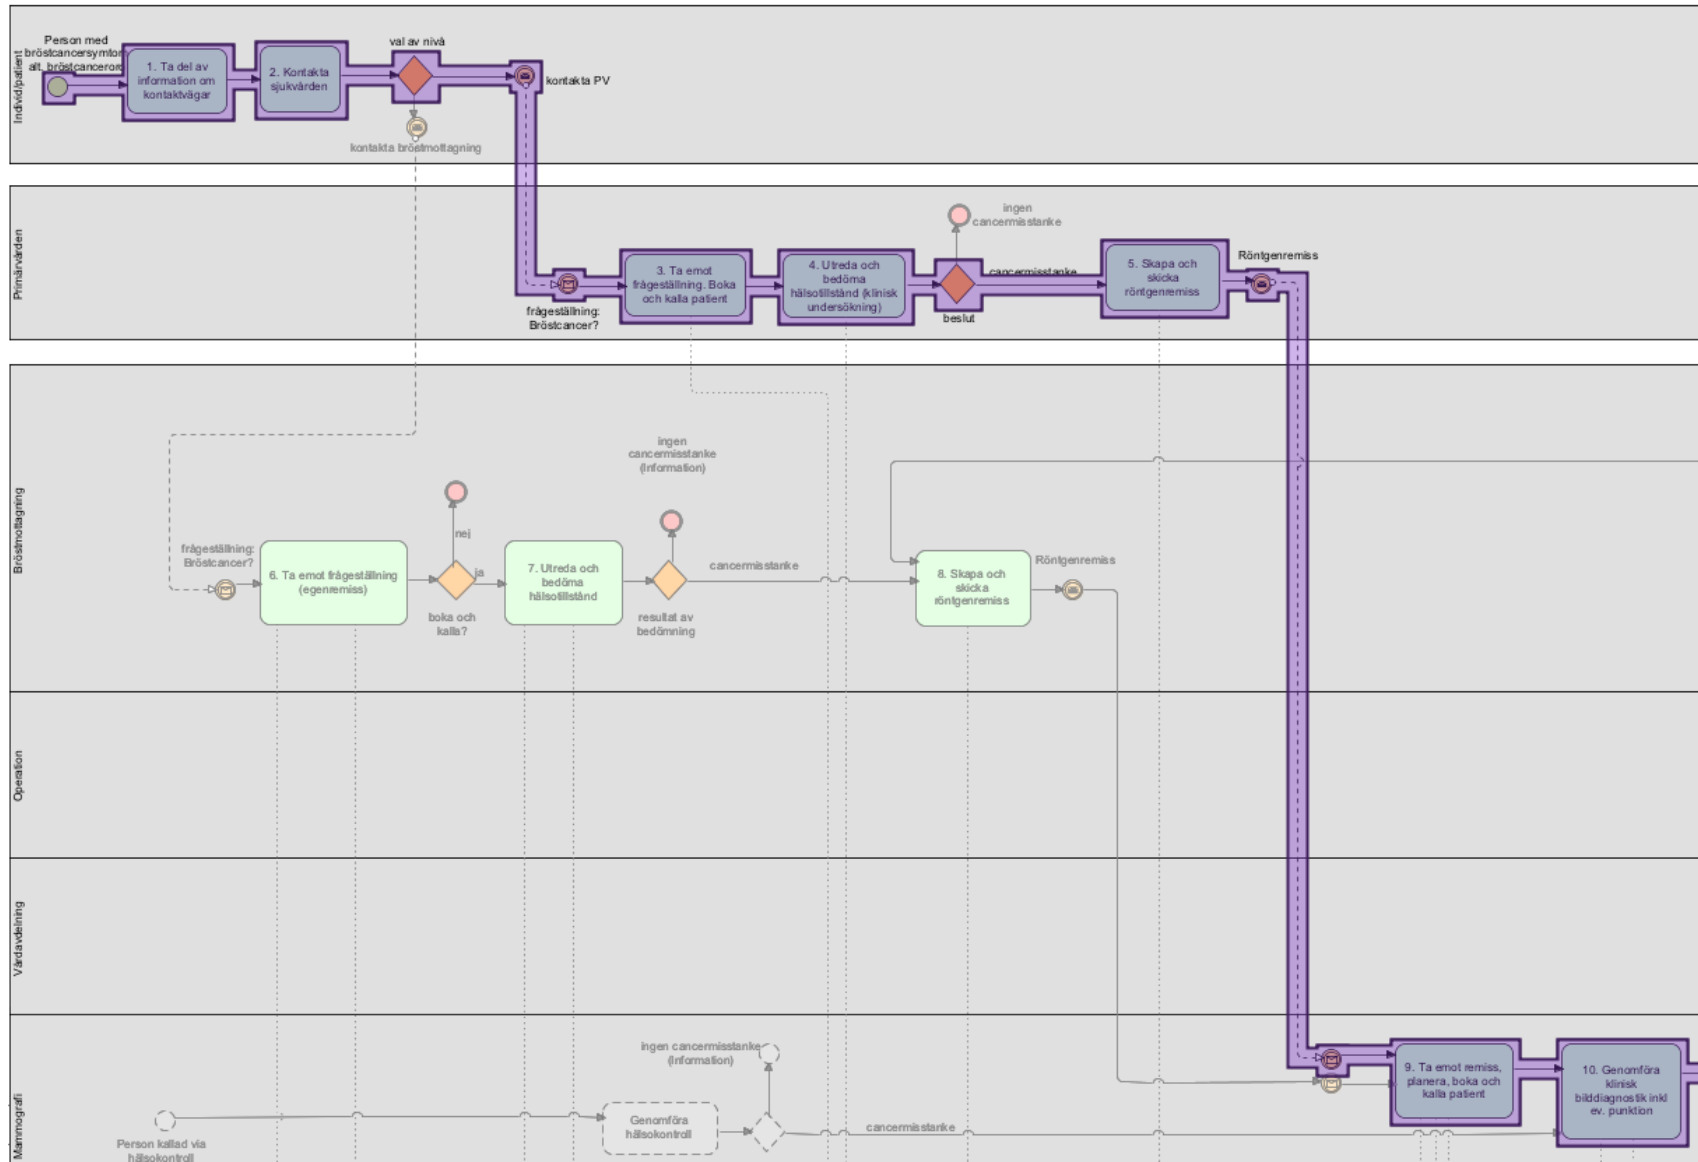 Individ/patient
Person med
bröstcancersymtom
alt. bröstcanceroro
1. Ta del av
information om
kontaktvägar
2. Kontakta
sjukvården
val av nivå
kontakta PV
kontakta bröstmottagning
Primärvården
frågeställning:
Bröstcancer?
3. Ta emot
frågeställning. Boka
och kalla patient
4. Utreda och
bedöma
hälsotillstånd (klinisk
undersökning)
ingen
cancermisstanke
beslut
cancermisstanke
5. Skapa och
skicka
röntgenremiss
Röntgenremiss
Bröstmottagning
frågeställning:
Bröstcancer?
6. Ta emot frågeställning
(egenremiss)
nej
ja
boka och
kalla?
7. Utreda och
bedöma
hälsotillstånd
ingen
cancermisstanke
(Information)
resultat av
bedömning
cancermisstanke
8. Skapa och
skicka
röntgenremiss
Röntgenremiss
Operation
Vårdavdelning
Mammografi
Person kallad via
hälsokontroll
Genomföra
hälsokontroll
ingen cancermisstanke
(Information)
cancermisstanke
9. Ta emot remiss,
planera, boka och
kalla patient
10. Genomföra
klinisk
bilddiagnostik inkl
ev. punktion